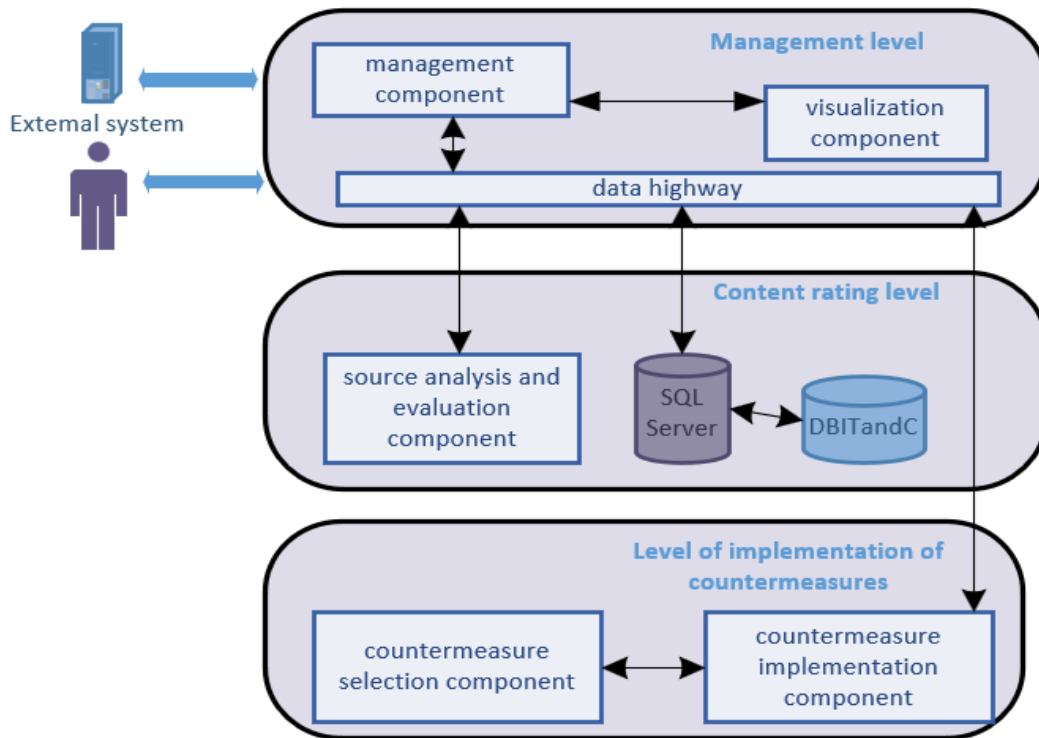 Management level
management
component
visualization
component
Extemal system
data highway
Content rating level
source analysis and
evaluation
component
SQL
Server
DBITandC
Level of implementation of
countermeasures
countermeasure
selection component
countermeasure
implementation
component